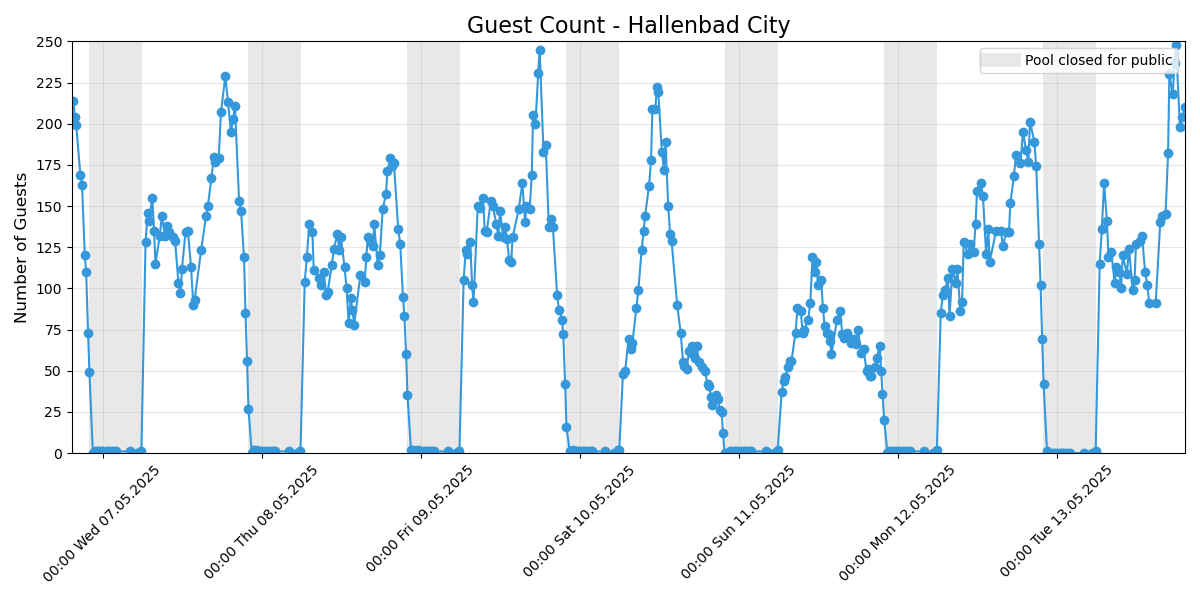 Guest Count - Hallenbad City
Pool closed for public
Number of Guests
250
225
200
175
150
125
100
75
50
25
0
00:00 Wed 07.05.2025
00:00 Thu 08.05.2025
00:00 Fri 09.05.2025
00:00 Sat 10.05.2025
00:00 Sun 11.05.2025
00:00 Mon 12.05.2025
00:00 Tue 13.05.2025